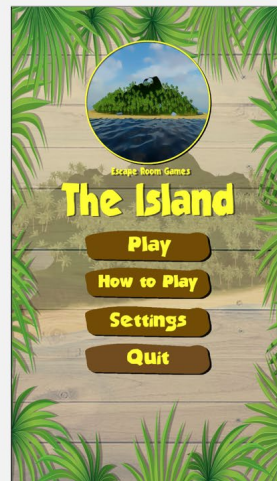 Escape Room Games
The Island
Play
How to Play
Settings
Quit